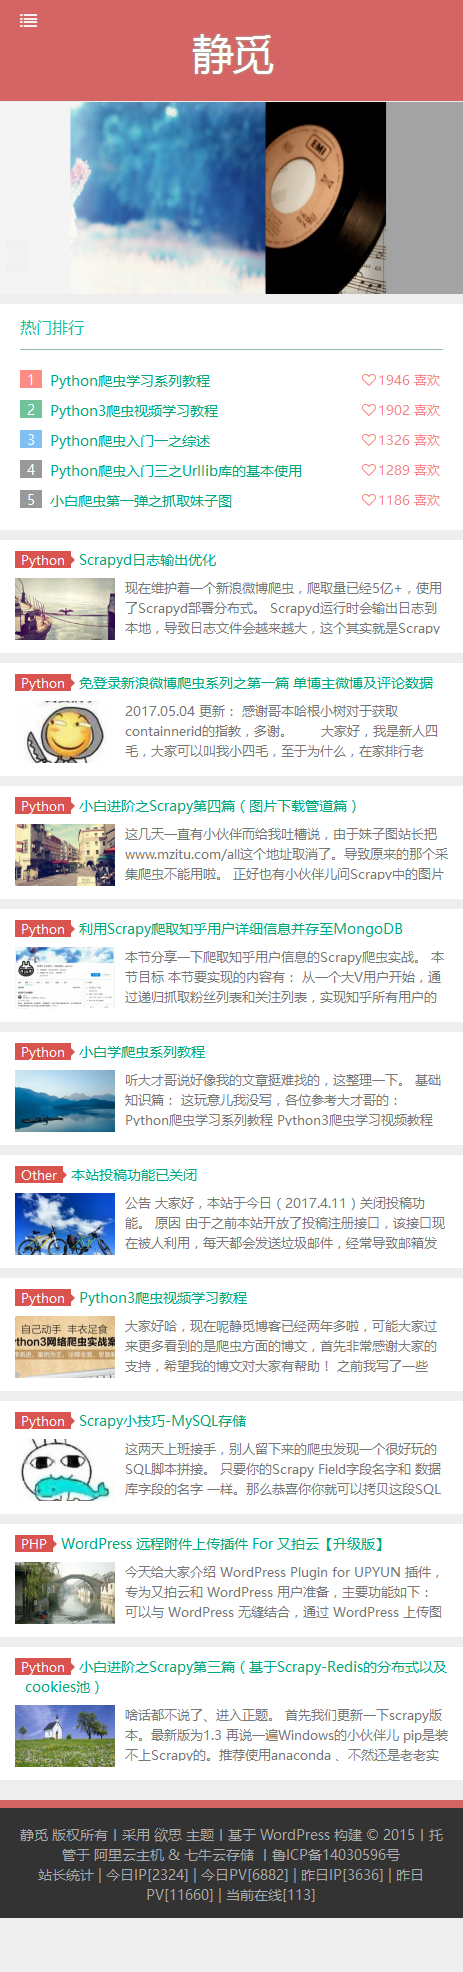 静觅
EMI
热门排行
1 Python爬虫学习系列教程 1946 喜欢
2 Python3爬虫视频学习教程 1902 喜欢
3 Python爬虫入门一之综述 1326 喜欢
4 Python爬虫入门三之Urllib库的基本使用 1289 喜欢
5 小白爬虫第一弹之抓取妹子图 1186 喜欢
Python Scrapyd日志输出优化
现在维护着一个新浪微博爬虫，爬取量已经5亿+，使用
了Scrapyd部署分布式。 Scrapyd运行时会输出日志到
本地，导致日志文件会越来越大，这个其实就是Scrapy
Python 免登录新浪微博爬虫系列之第一篇 单博主微博及评论数据
2017.05.04 更新： 感谢哥本哈根小树对于获取
containnerid的指教，多谢。 大家好，我是新人四
毛，大家可以叫我小四毛，至于为什么，在家排行老
Python 小白进阶之Scrapy第四篇（图片下载管道篇）
这几天一直有小伙伴而给我吐槽说，由于妹子图站长把
www.mzitu.com/all这个地址取消了。导致原来的那个采
集爬虫不能用啦。 正好也有小伙伴儿问Scrapy中的图片
Python 利用Scrapy爬取知乎用户详细信息并存至MongoDB
本节分享一下爬取知乎用户信息的Scrapy爬虫实战。 本
节目标 本节要实现的内容有： 从一个大V用户开始，通
过递归抓取粉丝列表和关注列表，实现知乎所有用户的
Python 小白学爬虫系列教程
听大才哥说好像我的文章挺难找的，这整理一下。 基础
知识篇： 这玩意儿我没写，各位参考大才哥的：
Python爬虫学习系列教程 Python3爬虫学习视频教程
Other 本站投稿功能已关闭
公告 大家好，本站于今日（2017.4.11）关闭投稿功
能。 原因 由于之前本站开放了投稿注册接口，该接口现
在被人利用，每天都会发送垃圾邮件，经常导致邮箱发
Python Python3爬虫视频学习教程
自己动手 丰衣足食
ython3网络爬虫实战案
大家好哈，现在呢静觅博客已经两年多啦，可能大家过
来更多看到的是爬虫方面的博文，首先非常感谢大家的
支持，希望我的博文对大家有帮助！ 之前我写了一些
Python Scrapy小技巧-MySQL存储
这两天上班接手，别人留下来的爬虫发现一个很好玩的
SQL脚本拼接。 只要你的Scrapy Field字段名字和 数据
库字段的名字 一样。那么恭喜你你就可以拷贝这段SQL
PHP WordPress 远程附件上传插件 For 又拍云【升级版】
今天给大家介绍 WordPress Plugin for UPYUN 插件，
专为又拍云和 WordPress 用户准备，主要功能如下：
可以与 WordPress 无缝结合，通过 WordPress 上传图
Python 小白进阶之Scrapy第三篇（基于Scrapy-Redis的分布式以及
cookies池）
啥话都不说了、进入正题。 首先我们更新一下scrapy版
本。最新版为1.3 再说一遍Windows的小伙伴儿 pip是装
不上Scrapy的。推荐使用anaconda 、不然还是老老实
静觅 版权所有丨采用 欲思 主题丨基于 WordPress 构建 © 2015丨托
管于 阿里云主机 & 七牛云存储 丨鲁ICP备14030596号
站长统计 | 今日IP[2324] | 今日PV[6882] | 昨日IP[3636] | 昨日
PV[11660] | 当前在线[113]